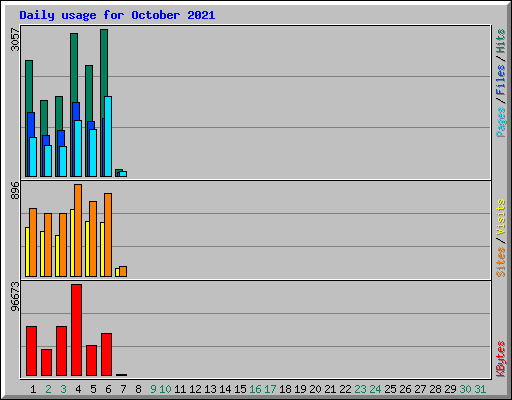 Daily usage for October 2021
3057
Pages / Files / Hits
896
Sites / Visits
96673
KBytes
1 2 3 4 5 6 7 8 9 10 11 12 13 14 15 16 17 18 19 20 21 22 23 24 25 26 27 28 29 30 31